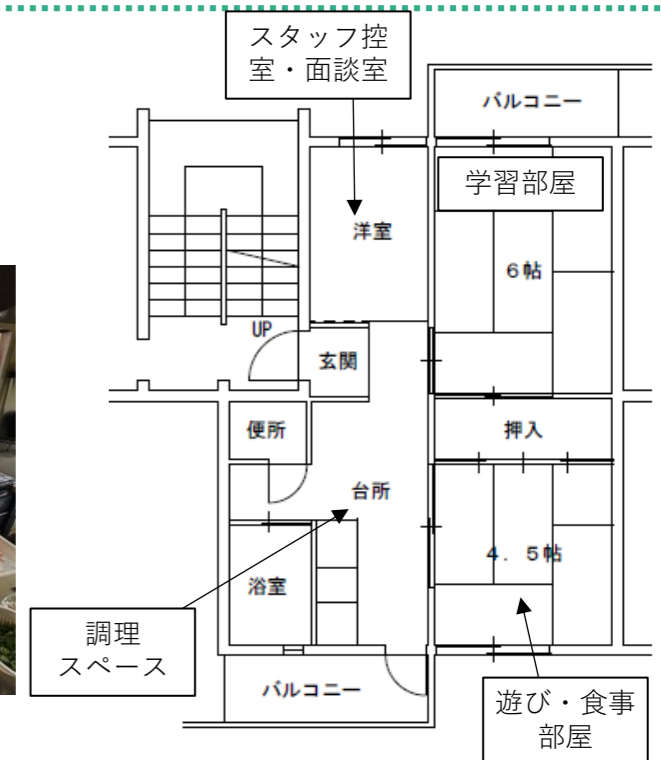 スタッフ控
室・面談室
バルコニー
学習部屋
洋室
6帖
UP
玄関
便所
押入
台所
4.5帖
浴室
調理
スペース
バルコニー
遊び・食事
部屋